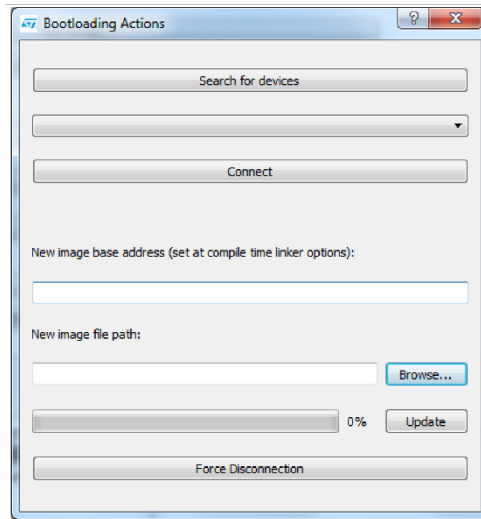 Bootloading Actions
Search for devices
Connect
New image base address (set at compile time linker options):
New image file path:
Browse...
0% Update
Force Disconnection